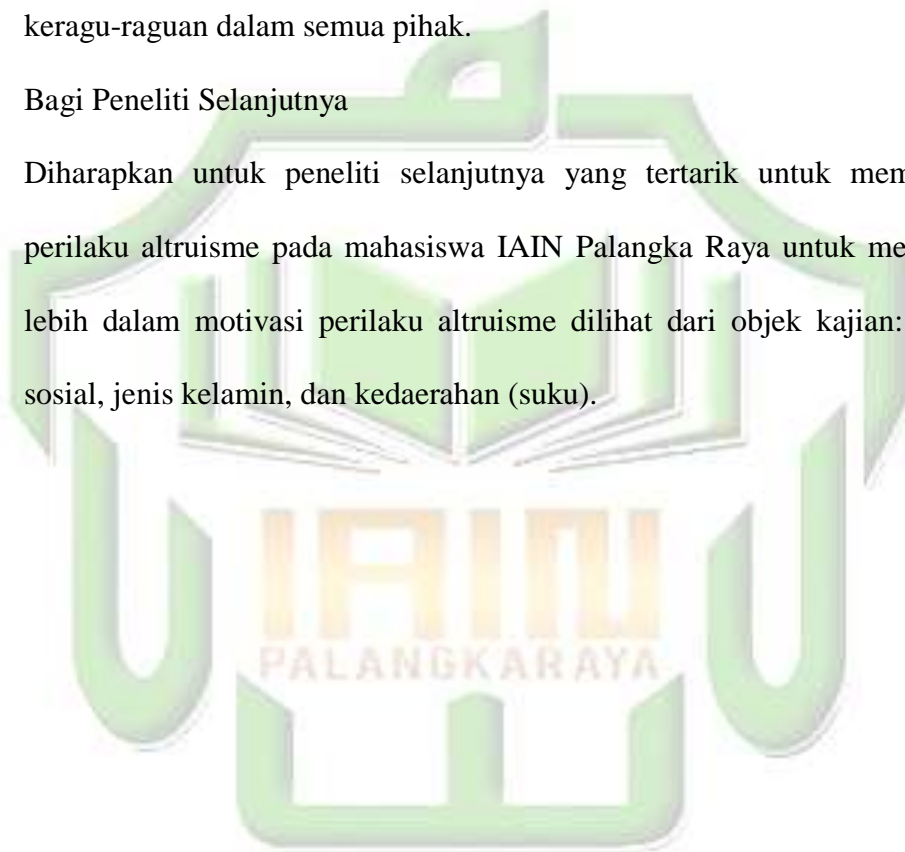 keragu-raguan dalam semua pihak.
Bagi Peneliti Selanjutnya
Diharapkan untuk peneliti selanjutnya yang tertarik untuk
perilaku altruisme pada mahasiswa IAIN Palangka Raya untuk
lebih dalam motivasi perilaku altruisme dilihat dari objek kajian:
sosial, jenis kelamin, dan kedaerahan (suku).
IAIN
PALANGKARAYA